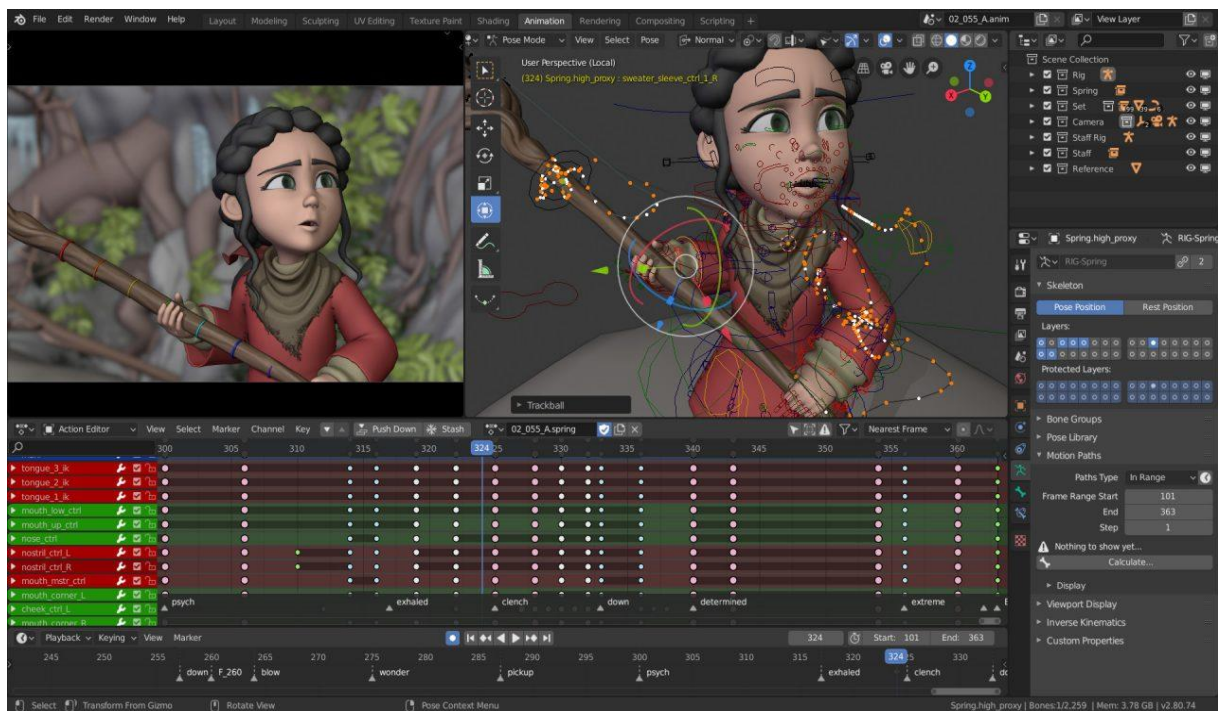 File Edit Render Window Help Layout Modeling Sculpting UV Editing Texture Paint Shading Animation Rendering Compositing Scripting + 02_055_A.anim View Layer
Pose Mode View Select Pose Normal
User Perspective (Local)
(324) Spring.high_proxy : sweater_sleeve_ctrl_1_R
Z
X
Y
Trackball
Scene Collection
Rig
Spring
Set
Camera
Staff Rig
Staff
Reference
Spring.high_proxy RIG-Spring
RIG-Spring 2
Skeleton
Pose Position Rest Position
Layers:
Protected Layers:
Bone Groups
Pose Library
Motion Paths
Paths Type In Range
Frame Range Start 101
End 363
Step 1
Nothing to show yet...
Calculate...
Display
Viewport Display
Inverse Kinematics
Custom Properties
Action Editor View Select Marker Channel Key Push Down Stash 02_055_A.spring Nearest Frame
300 305 310 315 320 324 325 330 335 340 345 350 355 360
tongue_3_ik
tongue_2_ik
tongue_1_ik
mouth_low_ctrl
mouth_up_ctrl
nose_ctrl
nostril_ctrl_L
nostril_ctrl_R
mouth_mstr_ctrl
mouth_corner_L
cheek_ctrl_L
mouth_corner_R
psych exhaled clench down determined extreme
Playback Keying View Marker 324 Start: 101 End: 363
245 250 255 260 265 270 275 280 285 290 295 300 305 310 315 320 324 330
down F_260 blow wonder pickup psych exhaled clench
Select Transform From Gizmo Rotate View Pose Context Menu Spring.high_proxy | Bones:1/2,259 | Mem: 3.78 GB | v2.80.74